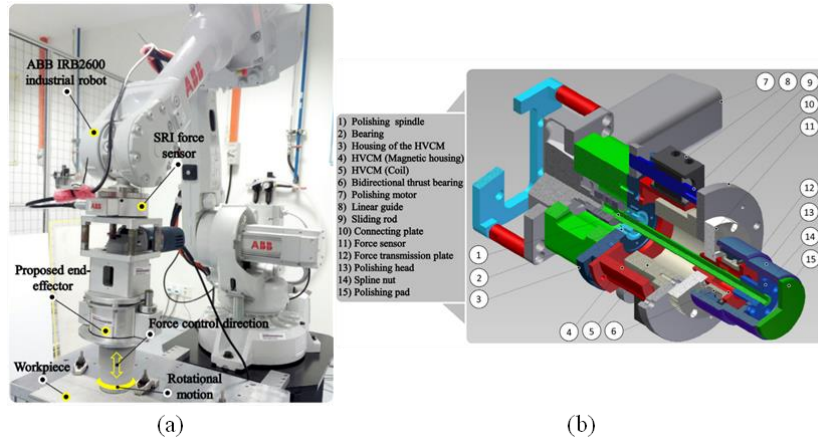 ABB IRB2600
industrial robot
ABB
SRI force
sensor
ABB
ABB
Proposed end-
effector
Force control direction
Workpiece
Rotational
motion
(a)
1) Polishing spindle
2) Bearing
3) Housing of the HVCM
4) HVCM (Magnetic housing)
5) HVCM (Coil)
6) Bidirectional thrust bearing
7) Polishing motor
8) Linear guide
9) Sliding rod
10) Connecting plate
11) Force sensor
12) Force transmission plate
13) Polishing head
14) Spline nut
15) Polishing pad
7 8 9
10
11
12
13
14
15
1
2
3
4 5 6
(b)